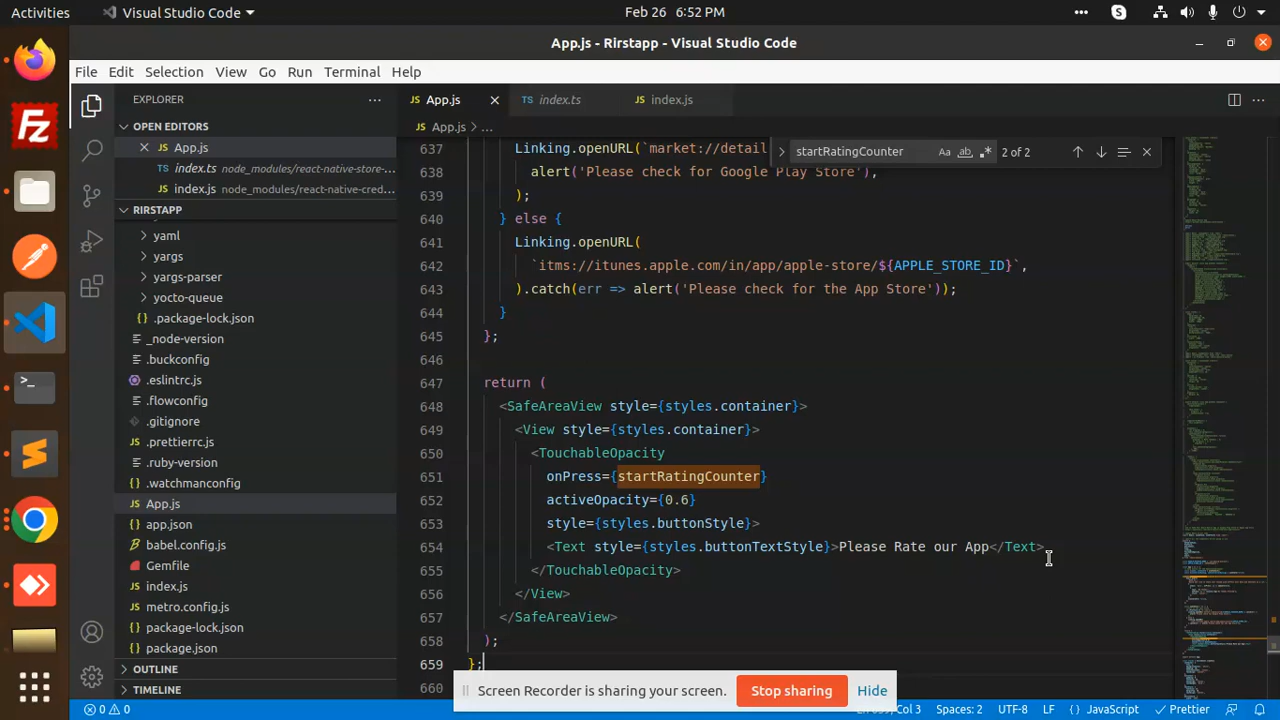 Activities
Visual Studio Code
Feb 26 6:52 PM
App.js - Rirstapp - Visual Studio Code
File Edit Selection View Go Run Terminal Help
EXPLORER
OPEN EDITORS
App.js
index.ts node_modules/react-native-store-...
index.js node_modules/react-native-cred...
RIRSTAPP
yaml
yargs
yargs-parser
yocto-queue
.package-lock.json
_node-version
.buckconfig
.eslintrc.js
.flowconfig
.gitignore
.prettierrc.js
.ruby-version
.watchmanconfig
App.js
app.json
babel.config.js
Gemfile
index.js
metro.config.js
package-lock.json
package.json
OUTLINE
TIMELINE
App.js
index.ts
index.js
App.js > ...
startRatingCounter
Aa ab
2 of 2
637 Linking.openURL(`market://detail
638 alert('Please check for Google Play Store'),
639 );
640 } else {
641 Linking.openURL(
642 `itms://itunes.apple.com/in/app/apple-store/${APPLE_STORE_ID}`,
643 ).catch(err => alert('Please check for the App Store'));
644 }
645 };
646
647 return (
648 <SafeAreaView style={styles.container}>
649 <View style={styles.container}>
650 <TouchableOpacity
651 onPress={startRatingCounter}
652 activeOpacity={0.6}
653 style={styles.buttonStyle}>
654 <Text style={styles.buttonTextStyle}>Please Rate our App</Text>
655 </TouchableOpacity>
656 </View>
657 </SafeAreaView>
658 );
659 };
660
Screen Recorder is sharing your screen.
Stop sharing
Hide
0 0
Col 3
Spaces: 2
UTF-8
LF
{ } JavaScript
Prettier